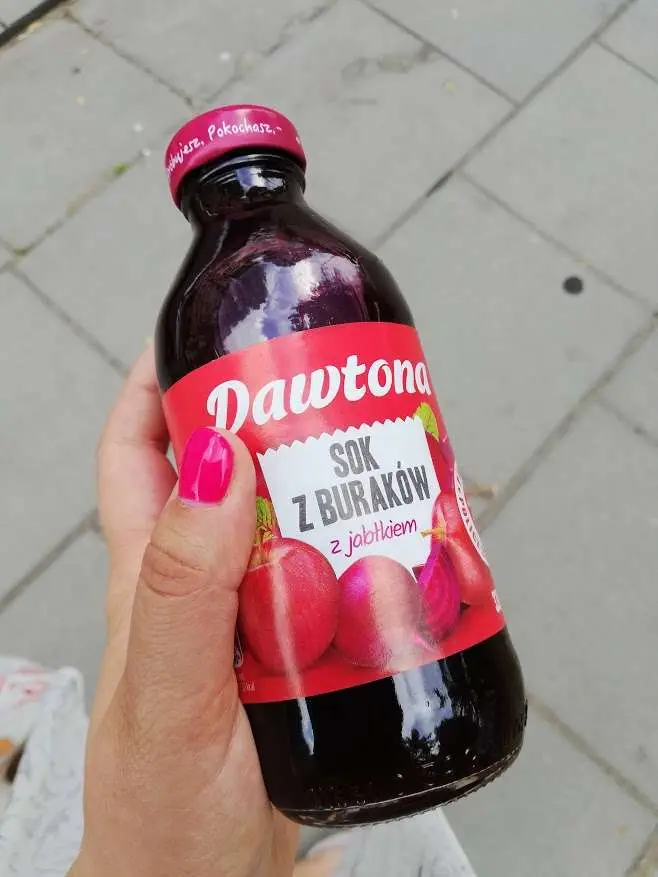 Pokochasz.
Dawtona
SOK
Z BURAKÓW
z jabłkiem